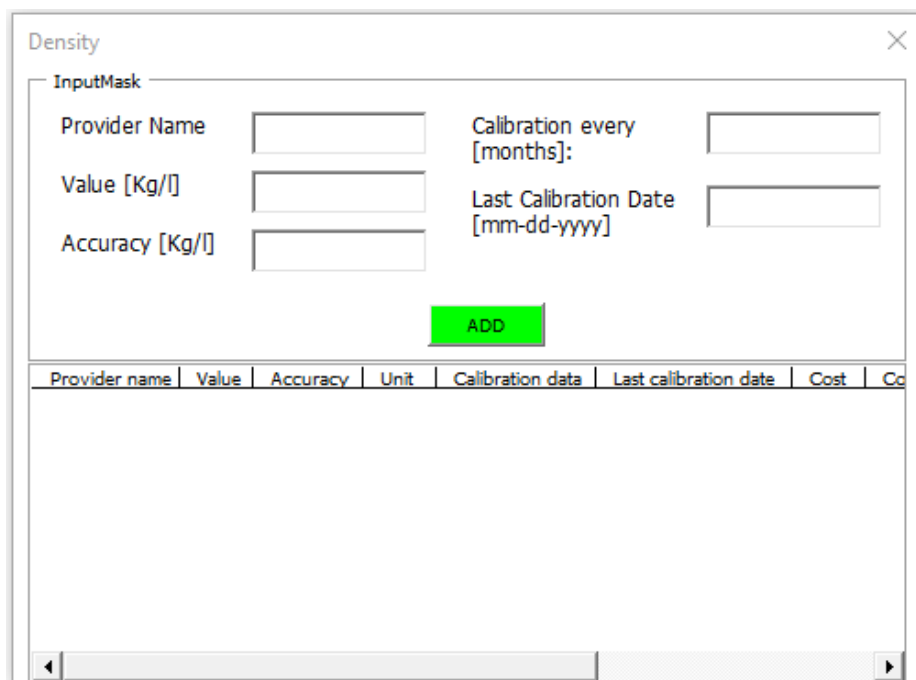 Density
InputMask
Provider Name
Value [Kg/l]
Accuracy [Kg/l]
Calibration every
[months]:
Last Calibration Date
[mm-dd-yyyy]
ADD
Provider name Value Accuracy Unit Calibration data Last calibration date Cost Co